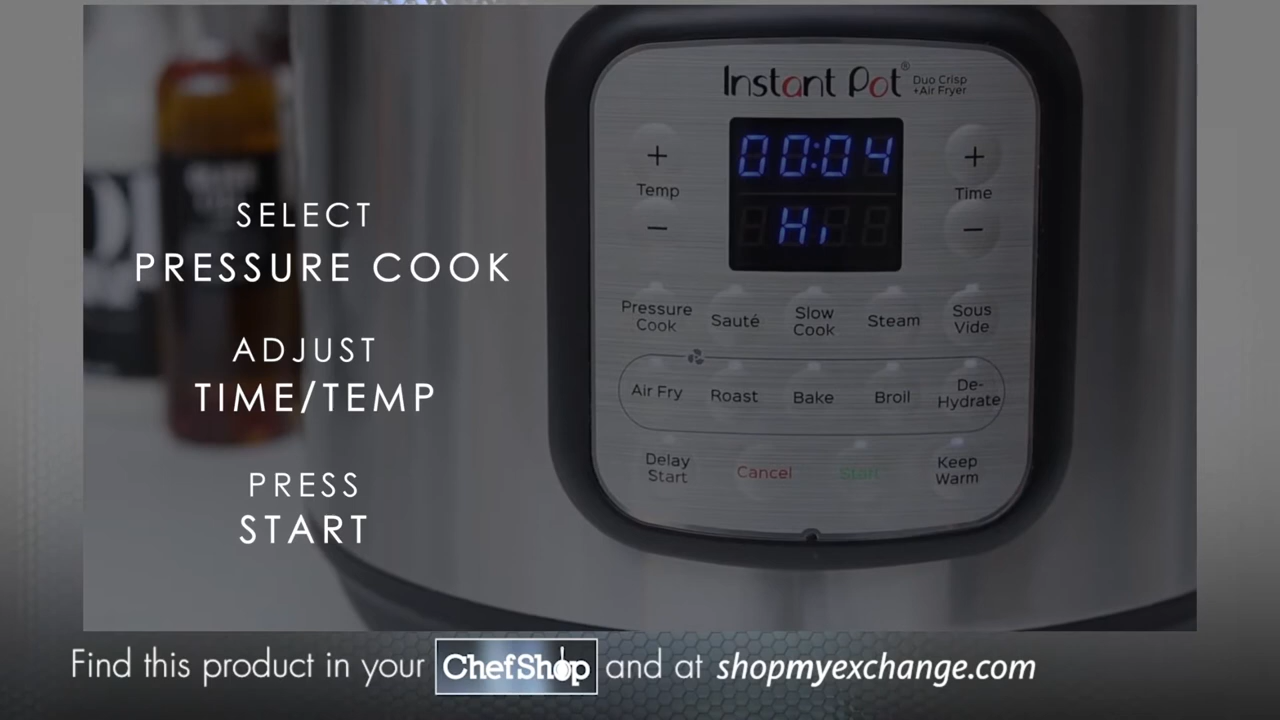 Instant Pot® Duo Crisp +Air Fryer
+ +
00:04
Temp Time
- -
Hi
SELECT
PRESSURE COOK
ADJUST
TIME/TEMP
PRESS
START
Pressure Cook Sauté Slow Cook Steam Sous Vide
Air Fry Roast Bake Broil De-Hydrate
Delay Start Cancel Start Keep Warm
Find this product in your ChefShop and at shopmyexchange.com